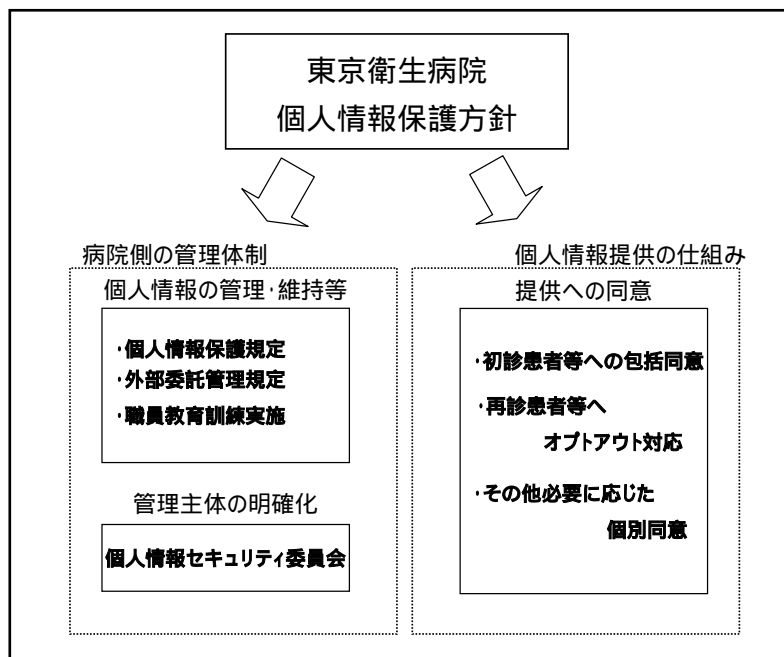 東京衛生病院
個人情報保護方針
病院側の管理体制
個人情報の管理・維持等
・個人情報保護規定
・外部委託管理規定
・職員教育訓練実施
管理主体の明確化
個人情報セキュリティ委員会
個人情報提供の仕組み
提供への同意
・初診患者等への包括同意
・再診患者等へ
オプトアウト対応
・その他必要に応じた
個別同意